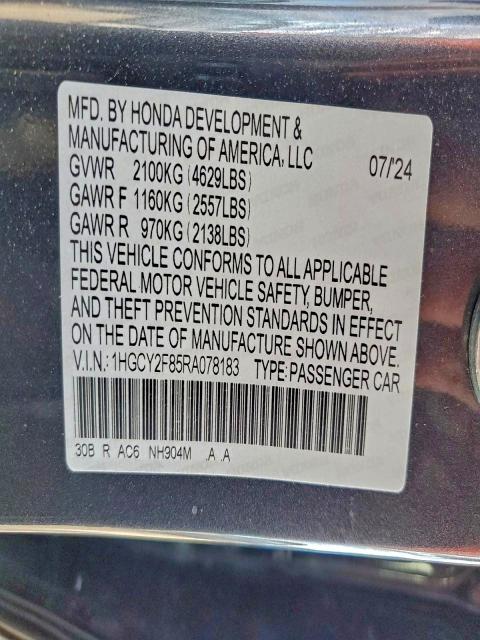 MFD. BY HONDA DEVELOPMENT &
MANUFACTURING OF AMERICA, LLC 07/'24
GVWR 2100KG (4629LBS)
GAWR F 1160KG (2557LBS)
GAWR R 970KG (2138LBS)
THIS VEHICLE CONFORMS TO ALL APPLICABLE
FEDERAL MOTOR VEHICLE SAFETY, BUMPER,
AND THEFT PREVENTION STANDARDS IN EFFECT
ON THE DATE OF MANUFACTURE SHOWN ABOVE.
V.I.N.: 1HGCY2F85RA078183 TYPE:PASSENGER CAR
30B R AC6 NH904M .A .A